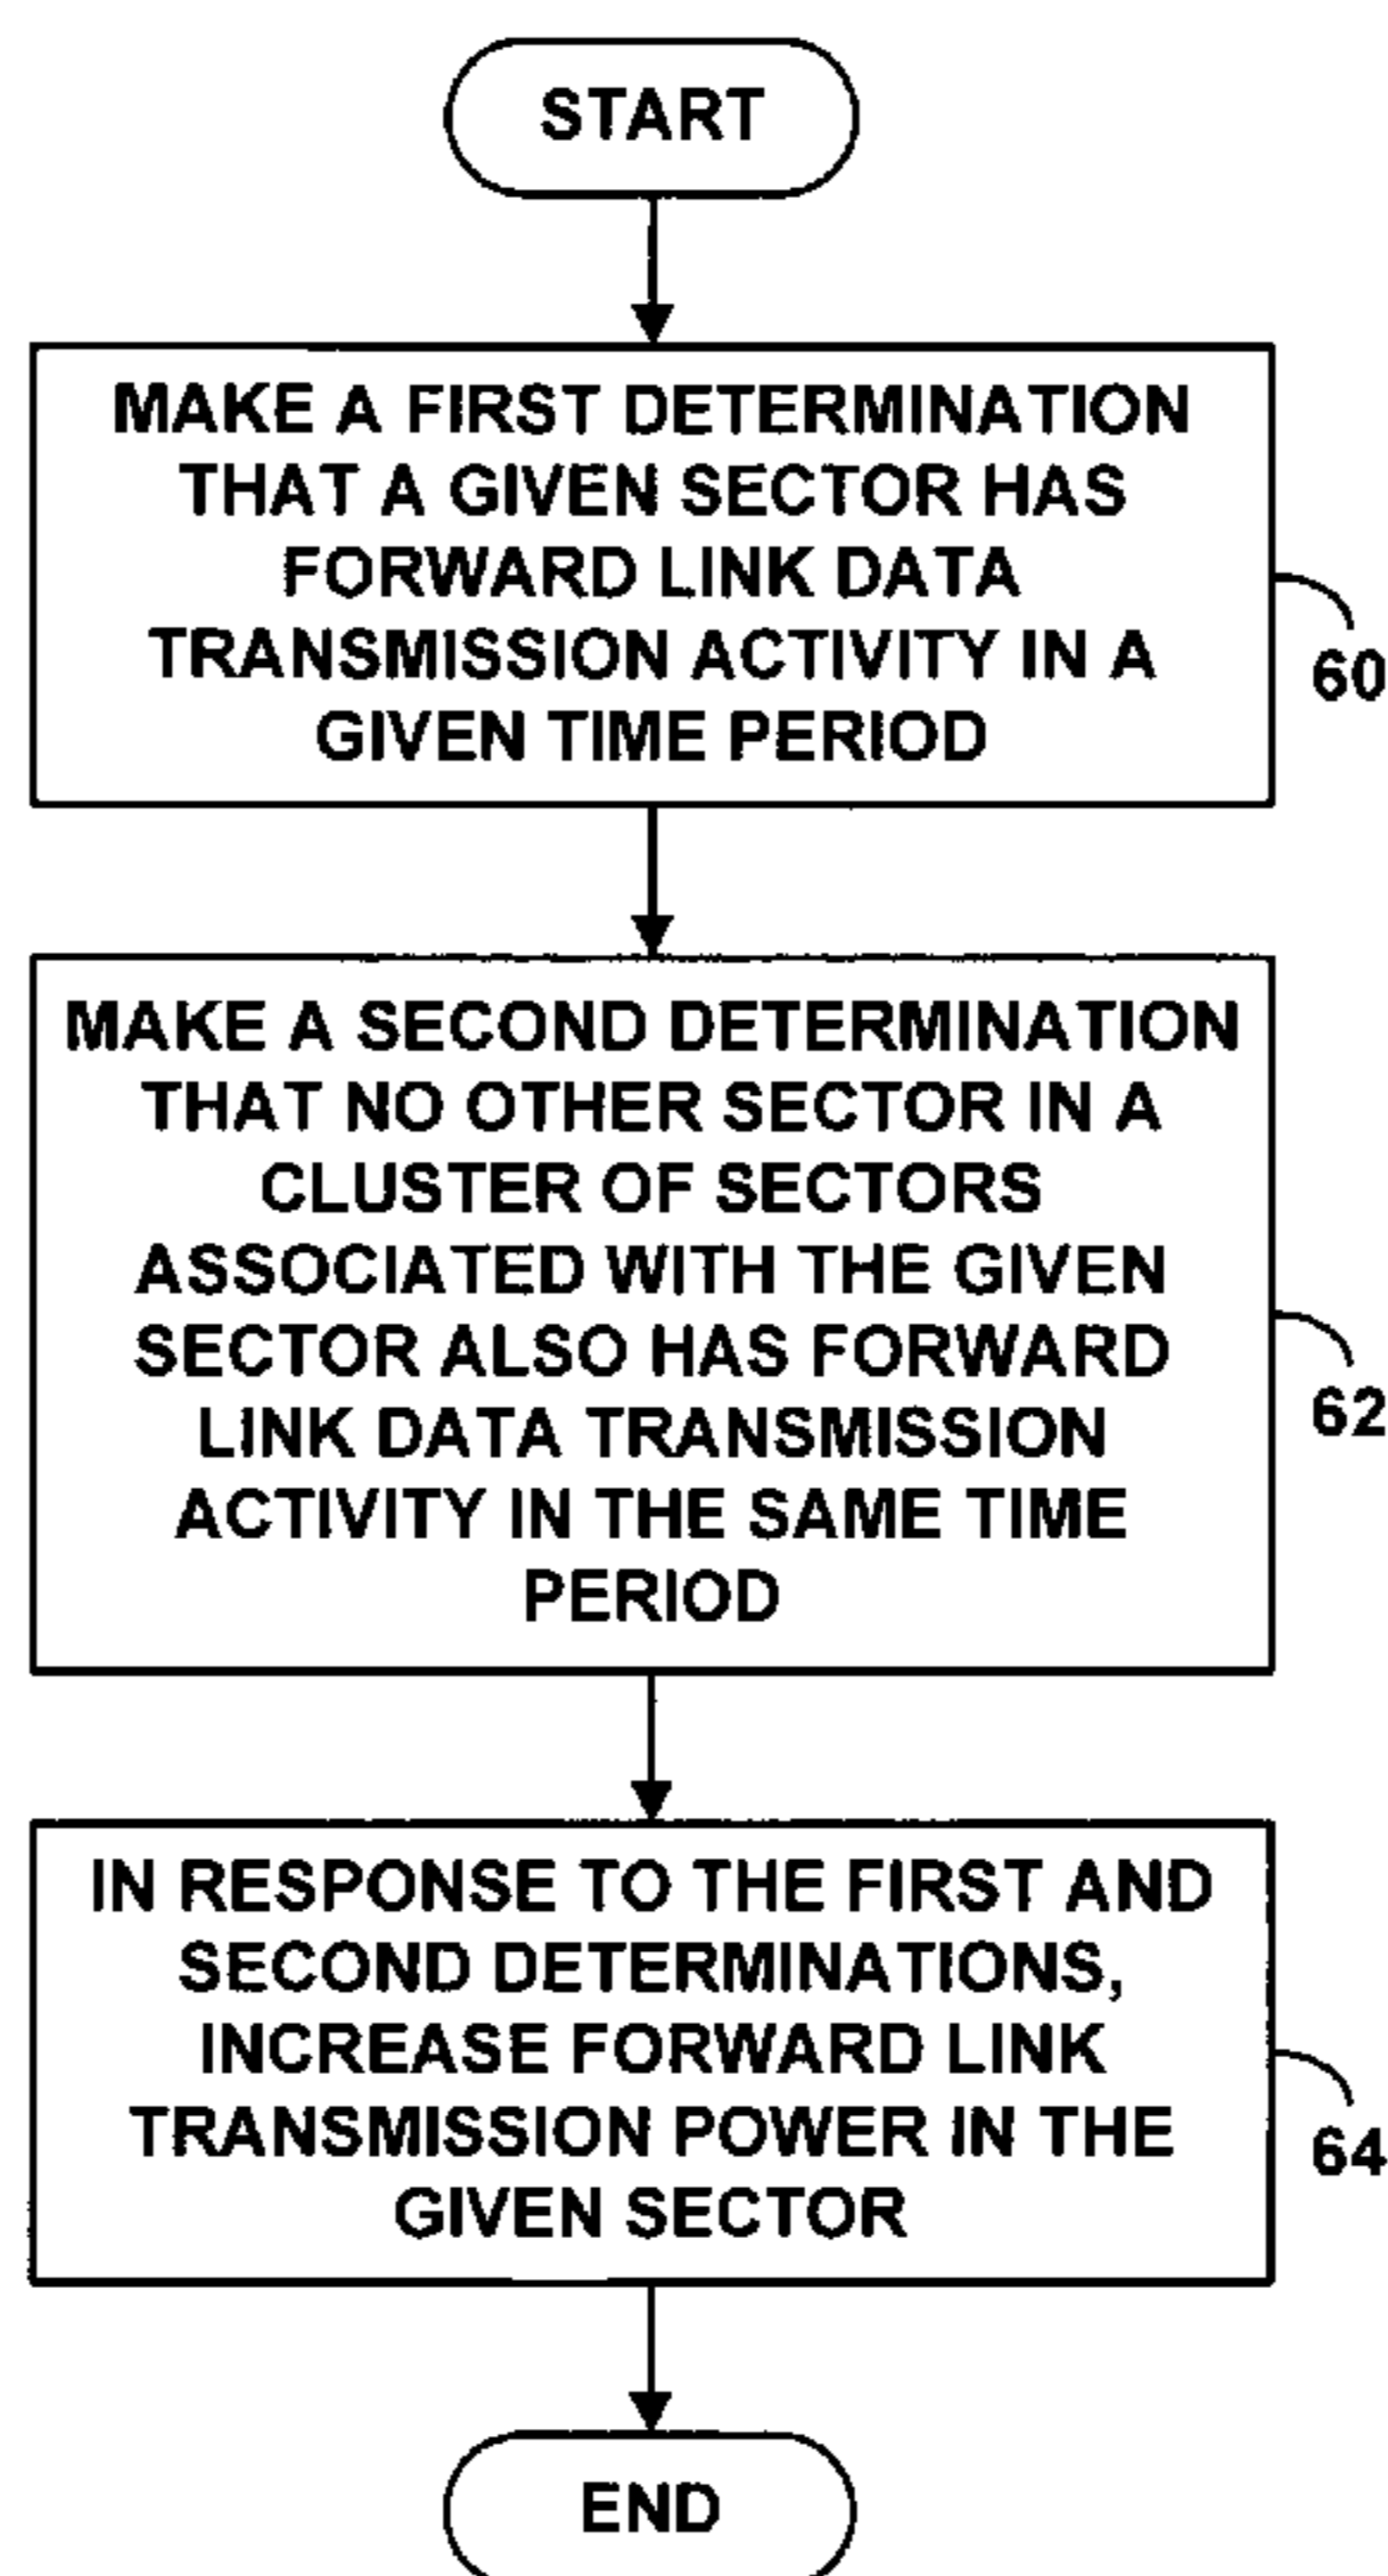 START
MAKE A FIRST DETERMINATION
THAT A GIVEN SECTOR HAS
FORWARD LINK DATA
TRANSMISSION ACTIVITY IN A
GIVEN TIME PERIOD
60
MAKE A SECOND DETERMINATION
THAT NO OTHER SECTOR IN A
CLUSTER OF SECTORS
ASSOCIATED WITH THE GIVEN
SECTOR ALSO HAS FORWARD
LINK DATA TRANSMISSION
ACTIVITY IN THE SAME TIME
PERIOD
62
IN RESPONSE TO THE FIRST AND
SECOND DETERMINATIONS,
INCREASE FORWARD LINK
TRANSMISSION POWER IN THE
GIVEN SECTOR
64
END